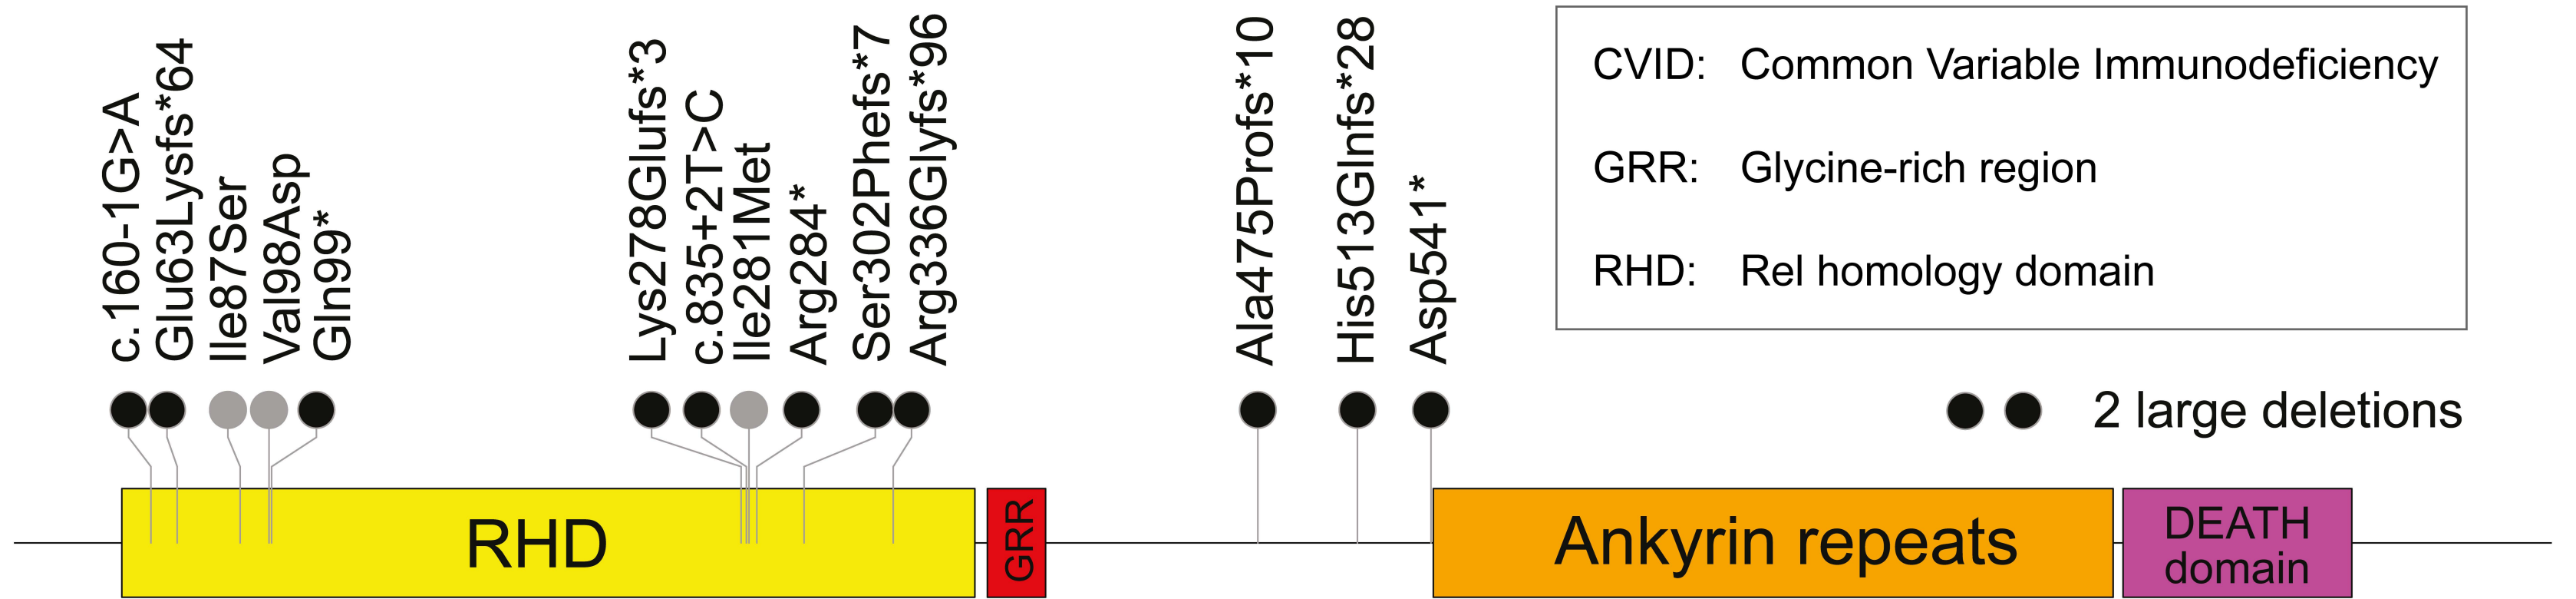 c.160-1G>A
Glu63Lysfs*64
Ile87Ser
Val98Asp
Gln99*
Lys278Glufs*3
c.835+2T>C
Ile281Met
Arg284*
Ser302Phefs*7
Arg336Glyfs*96
Ala475Profs*10
His513Glnfs*28
Asp541*
CVID: Common Variable Immunodeficiency
GRR: Glycine-rich region
RHD: Rel homology domain
2 large deletions
RHD
GRR
Ankyrin repeats
DEATH
domain